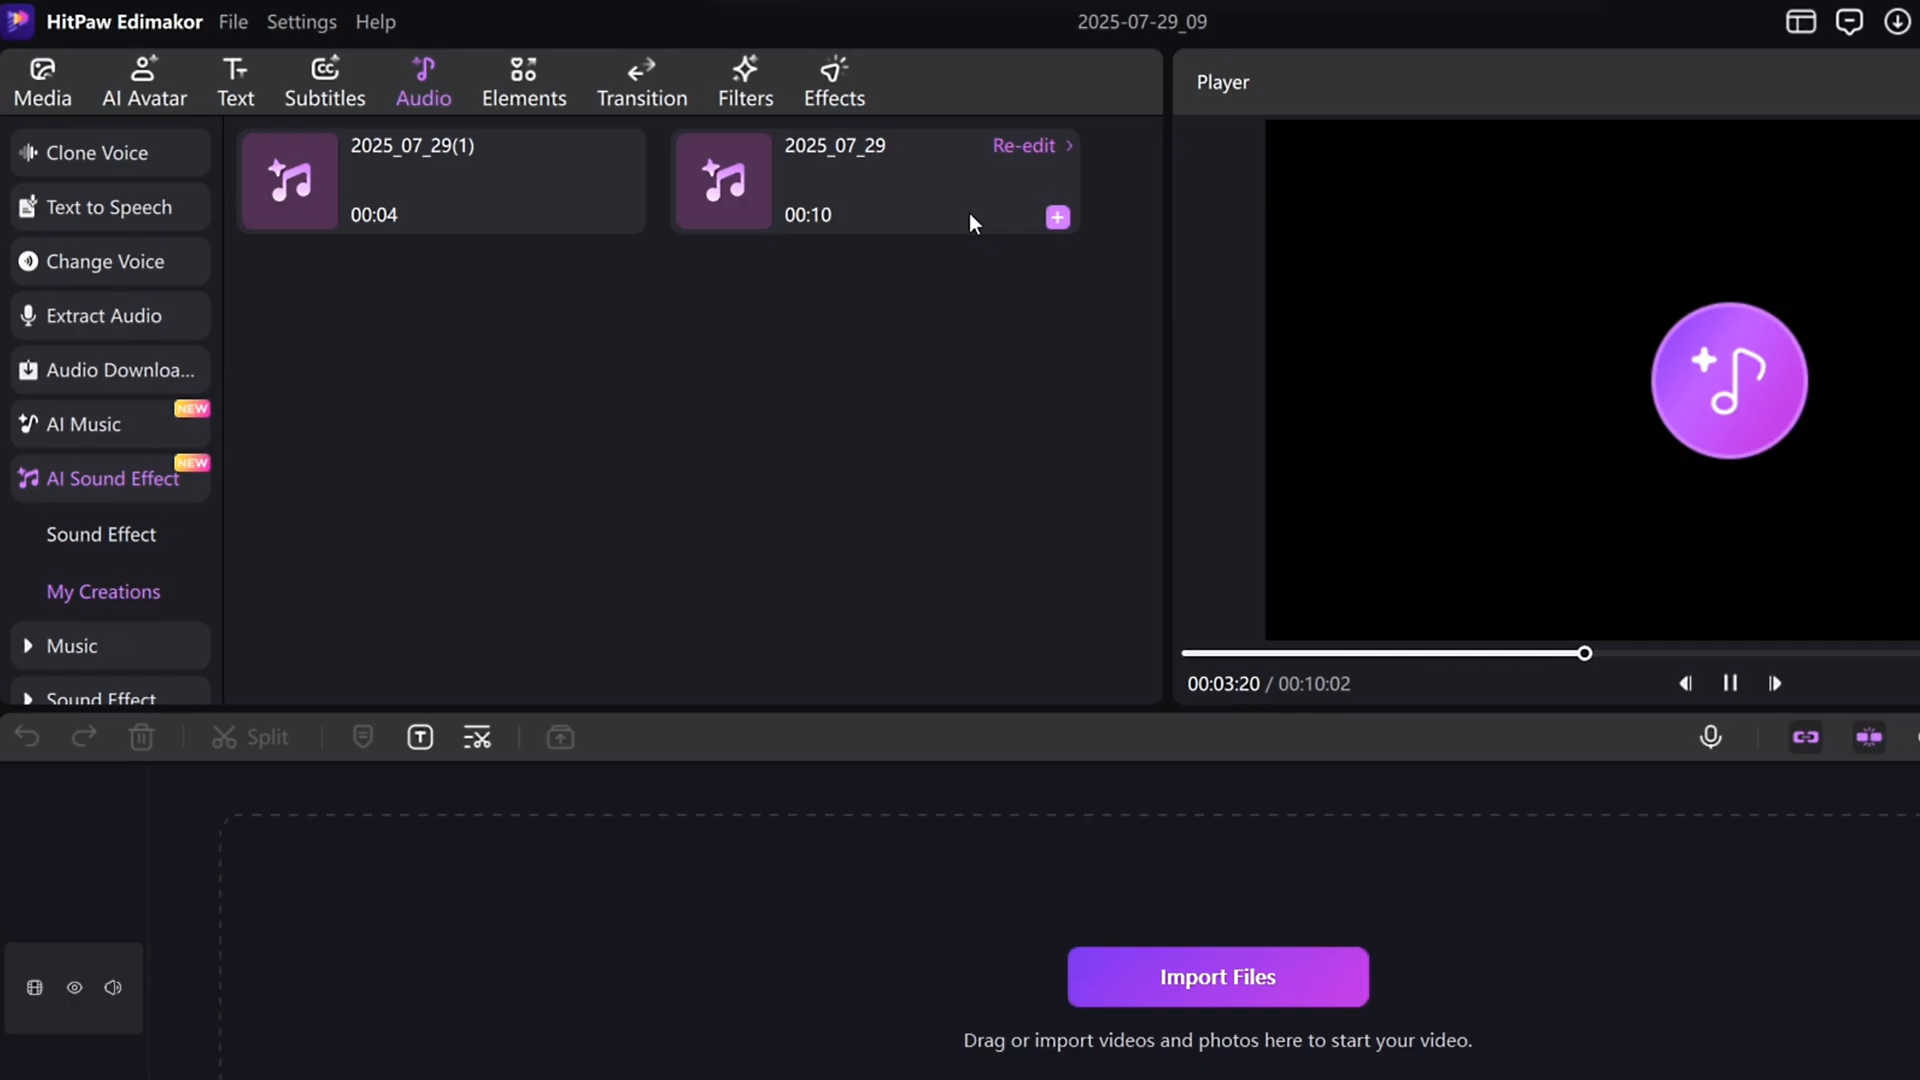 HitPaw Edimakor File Settings Help 2025-07-29_09
Media AI Avatar Text Subtitles Audio Elements Transition Filters Effects
Player
Clone Voice
Text to Speech
Change Voice
Extract Audio
Audio Downloa...
AI Music NEW
AI Sound Effect NEW
Sound Effect
My Creations
Music
Sound Effect
2025_07_29(1)
00:04
2025_07_29 Re-edit >
00:10
00:03:20 / 00:10:02
Split
Import Files
Drag or import videos and photos here to start your video.